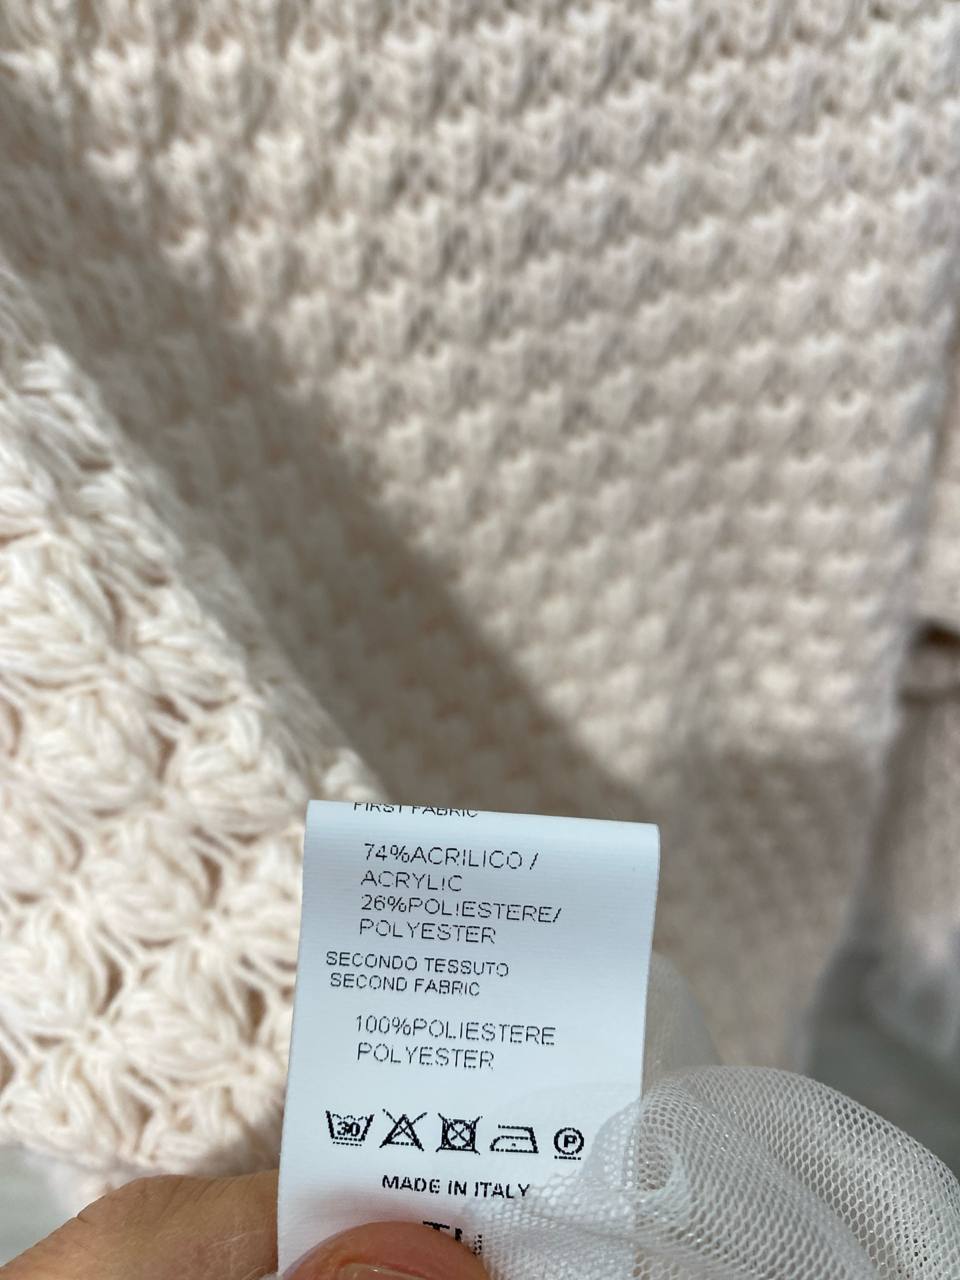 FIRST FABRIC
74%ACRILICO /
ACRYLIC
26%POLIESTERE/
POLYESTER
SECONDO TESSUTO
SECOND FABRIC
100%POLIESTERE
POLYESTER
30 P
MADE IN ITALY